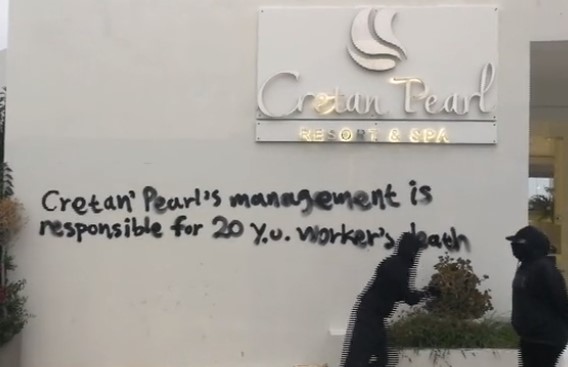 Cretan Pearl
RESORT & SPA
Cretan' Pearl's management is
responsible for 20 y.o. worker's death